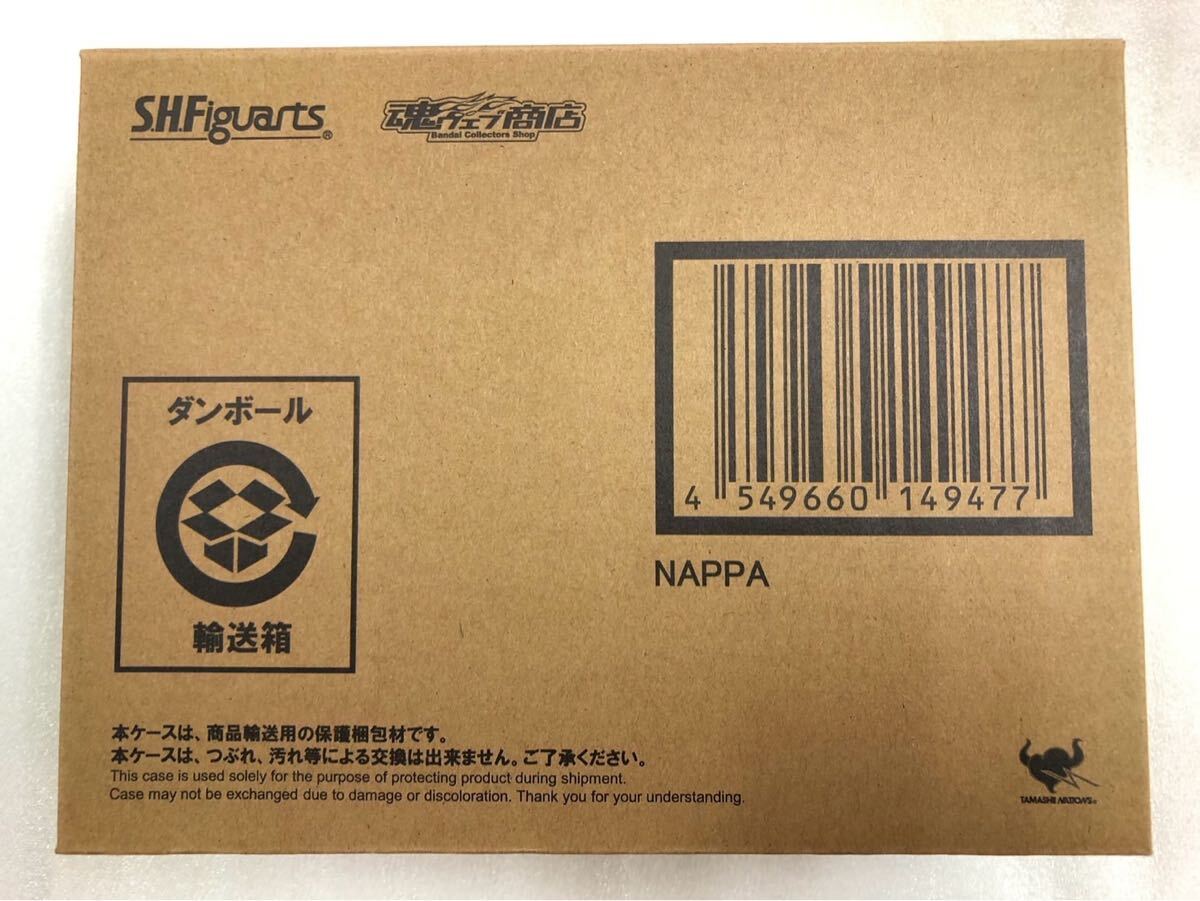 S.H.Figuarts®
魂ウェブ商店
Bandai Collectors Shop
4 549660 149477
NAPPA
ダンボール
輸送箱
本ケースは、商品輸送用の保護梱包材です。
本ケースは、つぶれ、汚れ等による交換は出来ません。ご了承ください。
This case is used solely for the purpose of protecting product during shipment.
Case may not be exchanged due to damage or discoloration. Thank you for your understanding.
TAMASHII NATIONS®